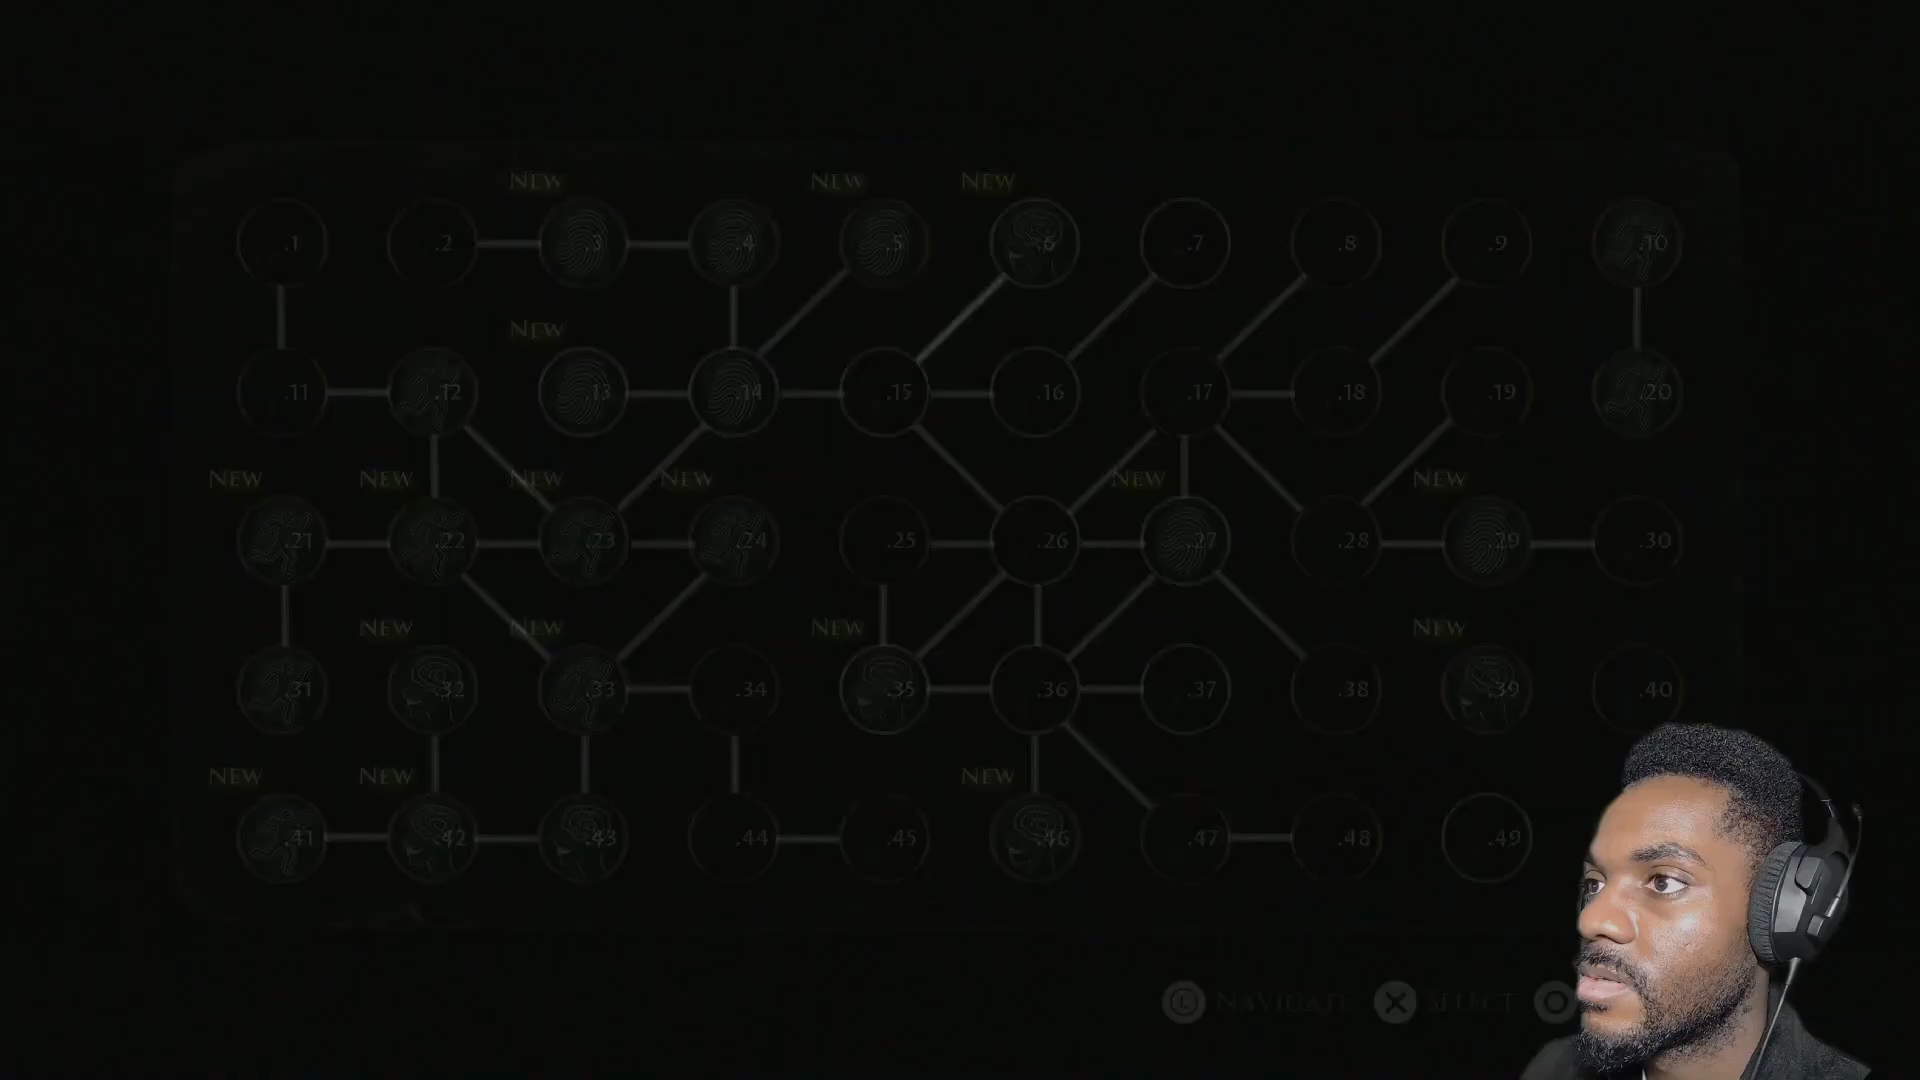 NEW NEW NEW
.1 .2 .3 .4 .5 .6 .7 .8 .9 .10
NEW
.11 .12 .13 .14 .15 .16 .17 .18 .19 .20
NEW NEW NEW NEW NEW NEW
.21 .22 .23 .24 .25 .26 .27 .28 .29 .30
NEW NEW NEW NEW
.31 .32 .33 .34 .35 .36 .37 .38 .39 .40
NEW NEW NEW
.41 .42 .43 .44 .45 .46 .47 .48 .49
L NAVIGATE X SELECT